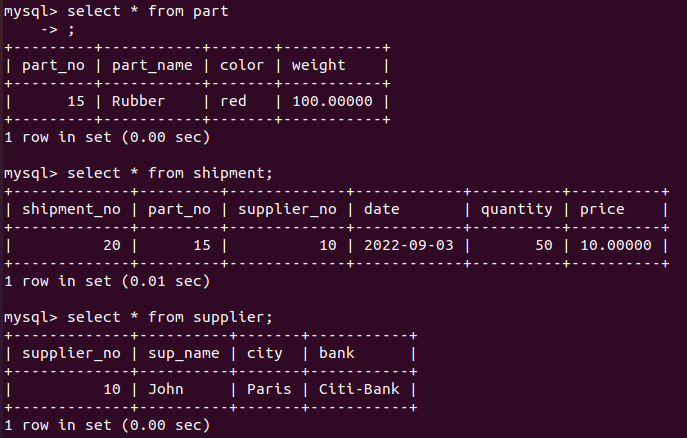 mysql> select * from part
    -> ;
+---------+-----------+-------+-----------+
| part_no | part_name | color | weight    |
+---------+-----------+-------+-----------+
|      15 | Rubber    | red   | 100.00000 |
+---------+-----------+-------+-----------+
1 row in set (0.00 sec)

mysql> select * from shipment;
+-------------+---------+-------------+------------+----------+----------+
| shipment_no | part_no | supplier_no | date       | quantity | price    |
+-------------+---------+-------------+------------+----------+----------+
|          20 |      15 |          10 | 2022-09-03 |       50 | 10.00000 |
+-------------+---------+-------------+------------+----------+----------+
1 row in set (0.01 sec)

mysql> select * from supplier;
+-------------+----------+-------+-----------+
| supplier_no | sup_name | city  | bank      |
+-------------+----------+-------+-----------+
|          10 | John     | Paris | Citi-Bank |
+-------------+----------+-------+-----------+
1 row in set (0.00 sec)